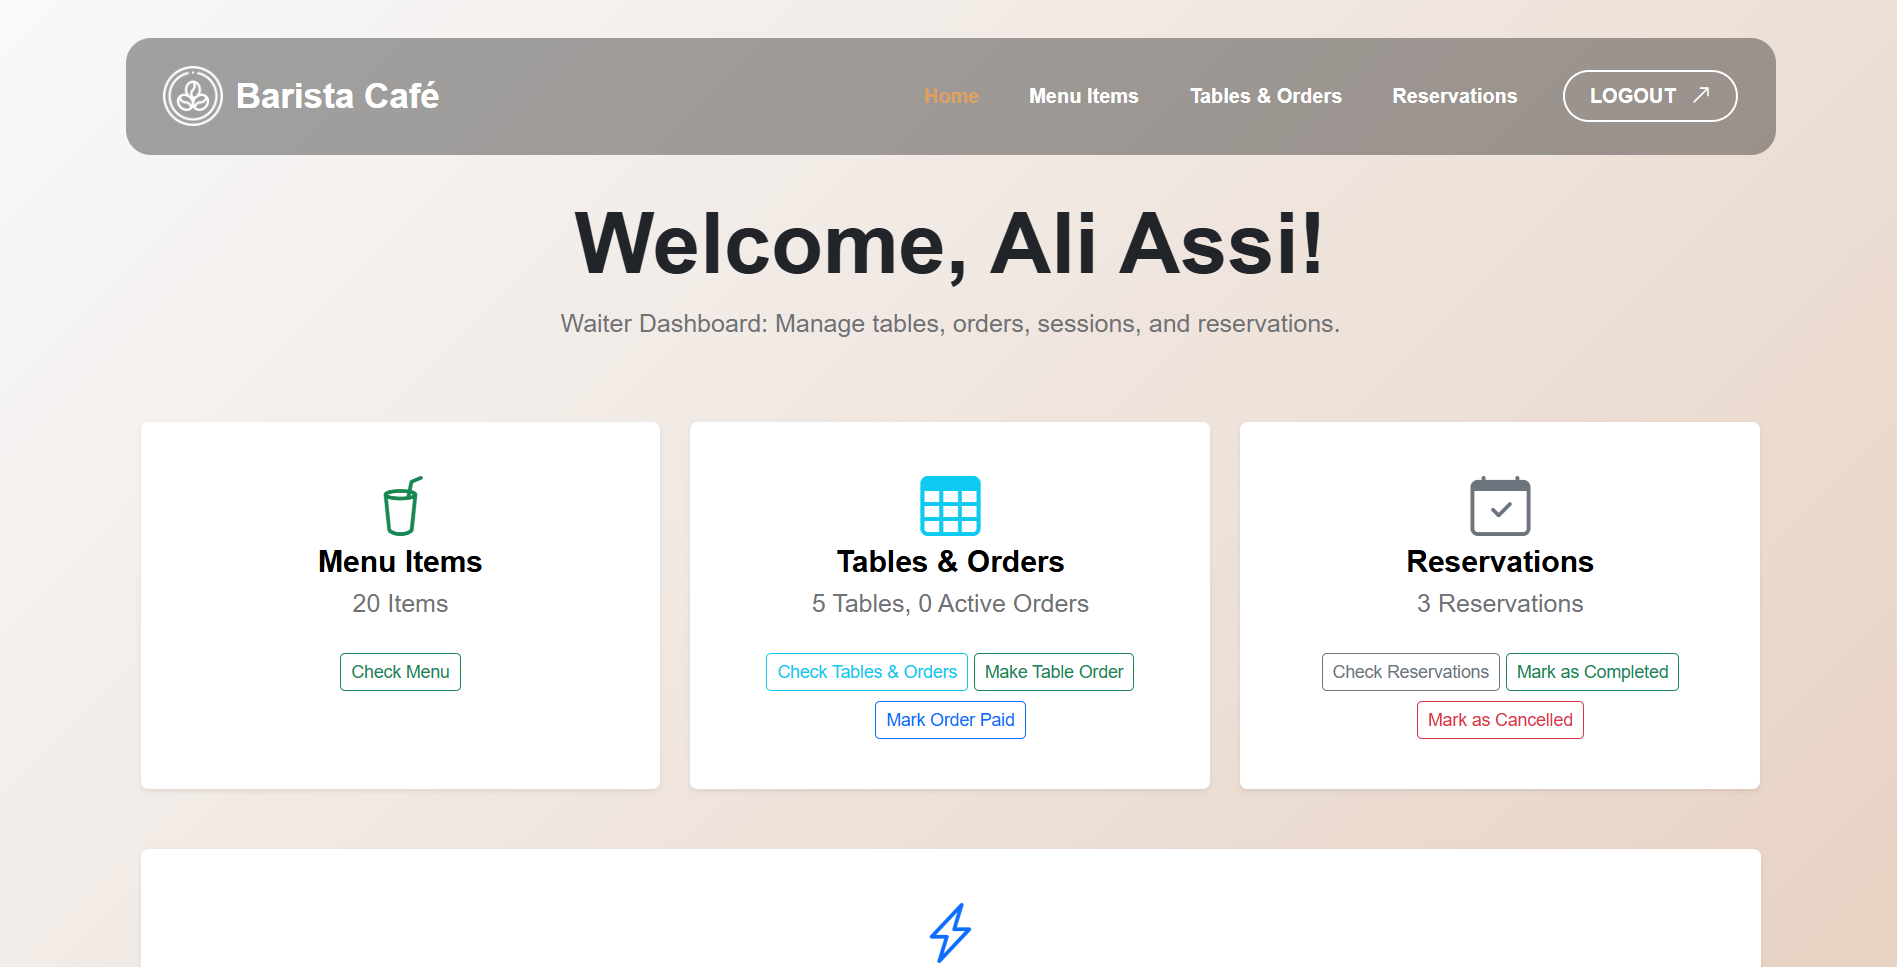 Barista Café
Home
Menu Items
Tables & Orders
Reservations
LOGOUT
Welcome, Ali Assi!
Waiter Dashboard: Manage tables, orders, sessions, and reservations.
Menu Items
20 Items
Check Menu
Tables & Orders
5 Tables, 0 Active Orders
Check Tables & Orders
Make Table Order
Mark Order Paid
Reservations
3 Reservations
Check Reservations
Mark as Completed
Mark as Cancelled